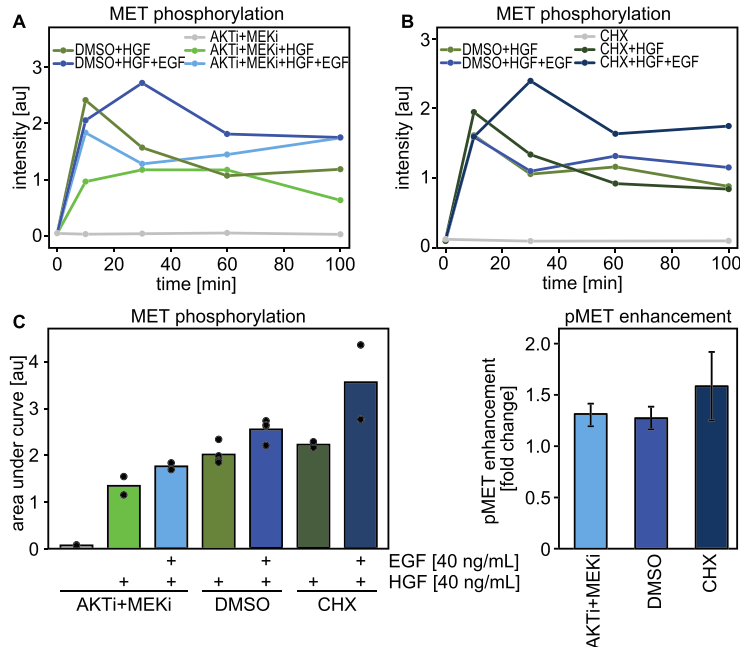 A
MET phosphorylation
intensity [au]
3
2
1
0
AKTi+MEKi
DMSO+HGF
AKTi+MEKi+HGF
DMSO+HGF+EGF
AKTi+MEKi+HGF+EGF
0 20 40 60 80 100
time [min]
B
MET phosphorylation
intensity [au]
3
2
1
0
CHX
DMSO+HGF
CHX+HGF
DMSO+HGF+EGF
CHX+HGF+EGF
0 20 40 60 80 100
time [min]
C
MET phosphorylation
area under curve [au]
4
3
2
1
0
+ + + EGF [40 ng/mL]
+ + + + + + HGF [40 ng/mL]
AKTi+MEKi DMSO CHX
pMET enhancement
pMET enhancement
[fold change]
2.0
1.5
1.0
0.5
0
AKTi+MEKi
DMSO
CHX